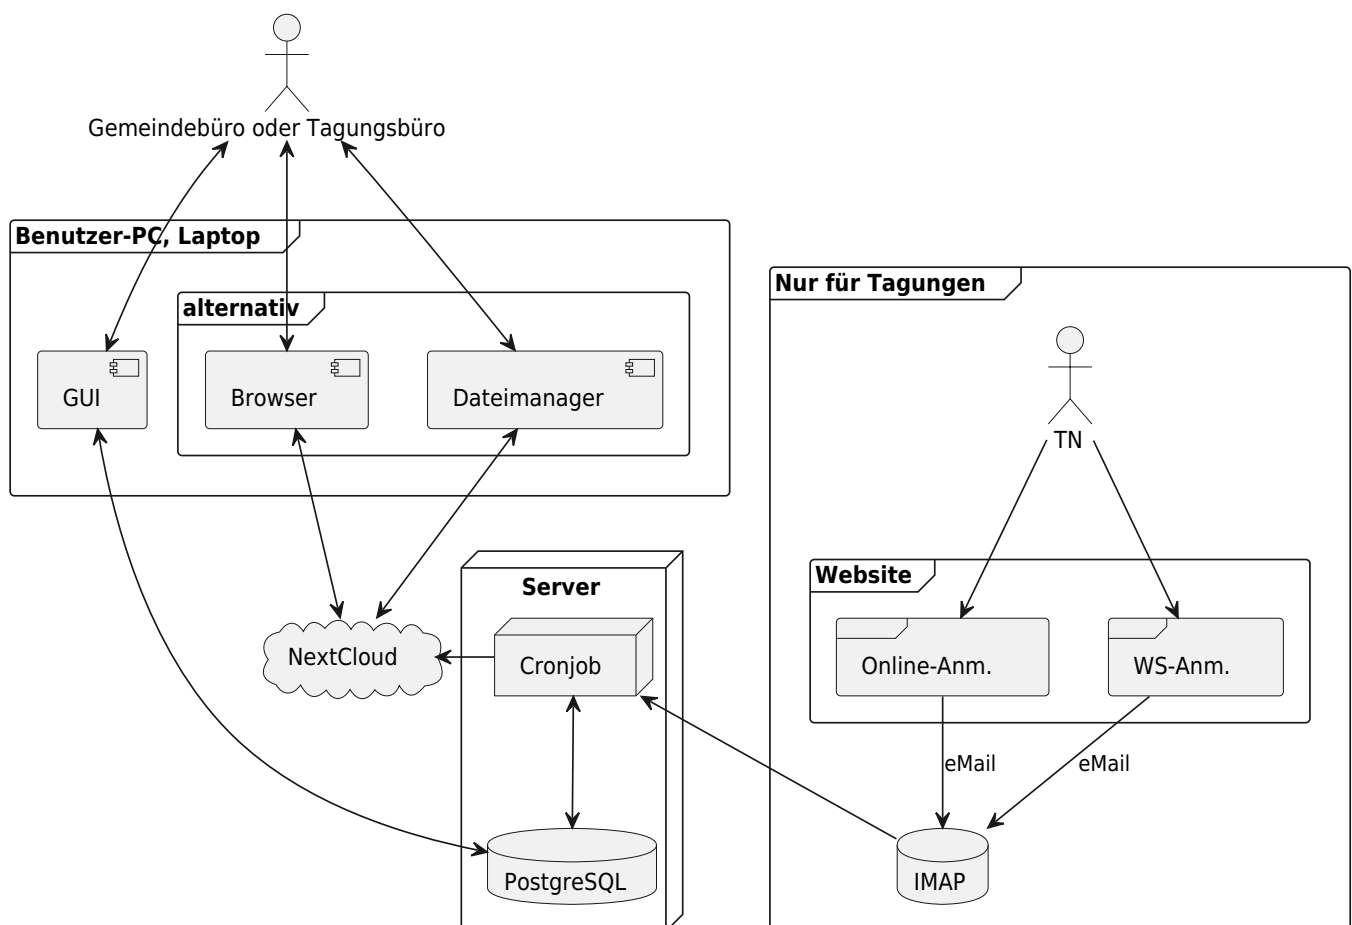 Gemeindebüro oder Tagungsbüro
Benutzer-PC, Laptop
alternativ
GUI
Browser
Dateimanager
Nur für Tagungen
TN
Website
Online-Anm.
WS-Anm.
Server
NextCloud
Cronjob
eMail
eMail
PostgreSQL
IMAP